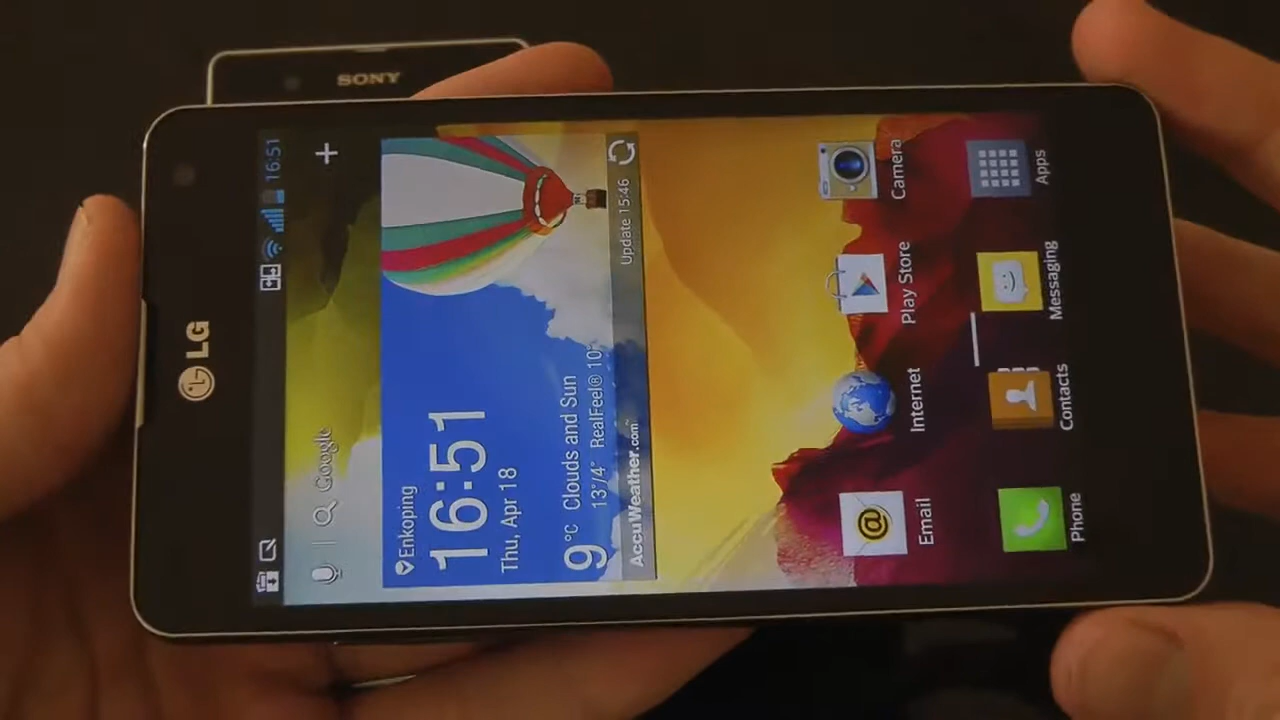 SONY
LG
16:51
Google
Enkoping
16:51
Thu, Apr 18
9°C Clouds and Sun
13°/4° RealFeel® 10°
AccuWeather.com™ Update 15:46
Email
Internet
Play Store
Camera
Phone
Contacts
Messaging
Apps